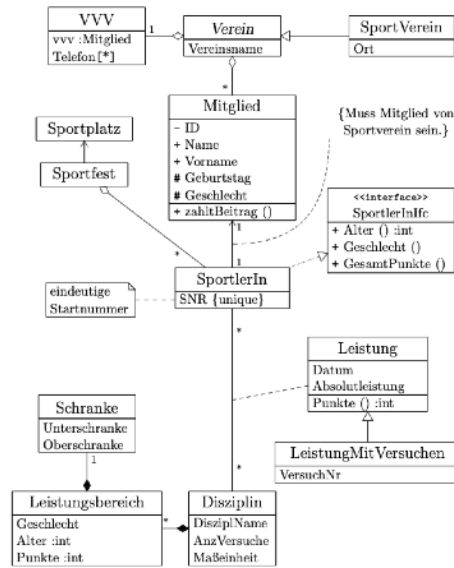 VVV
vvv :Mitglied
Telefon[*]
1
Verein
Vereinsname
SportVerein
Ort
*
Mitglied
- ID
+ Name
+ Vorname
# Geburtstag
# Geschlecht
+ zahltBeitrag ()
{Muss Mitglied von
Sportverein sein.}
Sportplatz
Sportfest
<<interface>>
SportlerInIfc
+ Alter () :int
+ Geschlecht ()
+ GesamtPunkte ()
1
*
1
SportlerIn
SNR {unique}
eindeutige
Startnummer
*
Leistung
Datum
Absolutleistung
Punkte () :int
LeistungMitVersuchen
VersuchNr
Schranke
Unterschranke
Oberschranke
1
*
Leistungsbereich
Geschlecht
Alter :int
Punkte :int
*
Disziplin
DisziplName
AnzVersuche
Maßeinheit